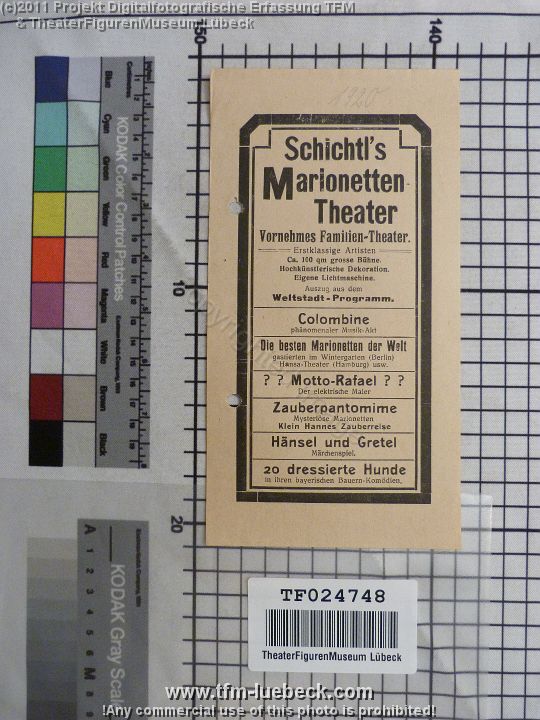 (c)2011 Projekt Digitalfotografische Erfassung TFM
& TheaterFigurenMuseum Lübeck
150
140
1920
Schichtl's
Marionetten-
Theater
Vornehmes Familien-Theater.
Erstklassige Artisten
Ca. 100 qm grosse Bühne.
Hochkünstlerische Dekoration.
Eigene Lichtmaschine.
Auszug aus dem
Weltstadt-Programm.
Colombine
phänomenaler Musik-Akt
Die besten Marionetten der Welt
gastierten im Wintergarten (Berlin)
Hansa-Theater (Hamburg) usw.
? ? Motto-Rafael ? ?
Der elektrische Maler
Zauberpantomime
Mysteriöse Marionetten
Klein Hannes Zauberreise
Hänsel und Gretel
Märchenspiel.
20 dressierte Hunde
in ihren bayerischen Bauern-Komödien.
10
20
KODAK Color Control Patches
Blue
Cyan
Green
Yellow
Red
Magenta
White
Brown
Black
KODAK Gray Scale
A 1 2 3 4 5 6 M 8 9
TF024748
TheaterFigurenMuseum Lübeck
www.tfm-luebeck.com
!Any commercial use of this photo is prohibited!